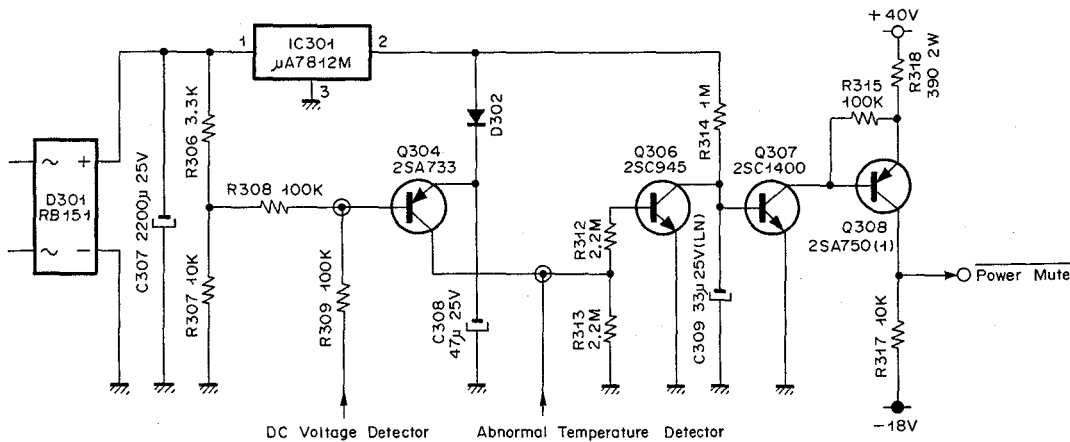 +40V
R318
390 2W
R315
100K
1
IC301
μA7812M
2
3
R306 3.3K
D302
R314 1M
Q304
2SA733
Q306
2SC945
Q307
2SC1400
~ +
D301
RB151
~ −
C307 2200μ 25V
R308 100K
Q308
2SA750(1)
R312
2.2M
R307 10K
R309 100K
C308
47μ 25V
R313
2.2M
C309 33μ 25V(LN)
Power Mute
R317 10K
−18V
DC Voltage Detector
Abnormal Temperature Detector